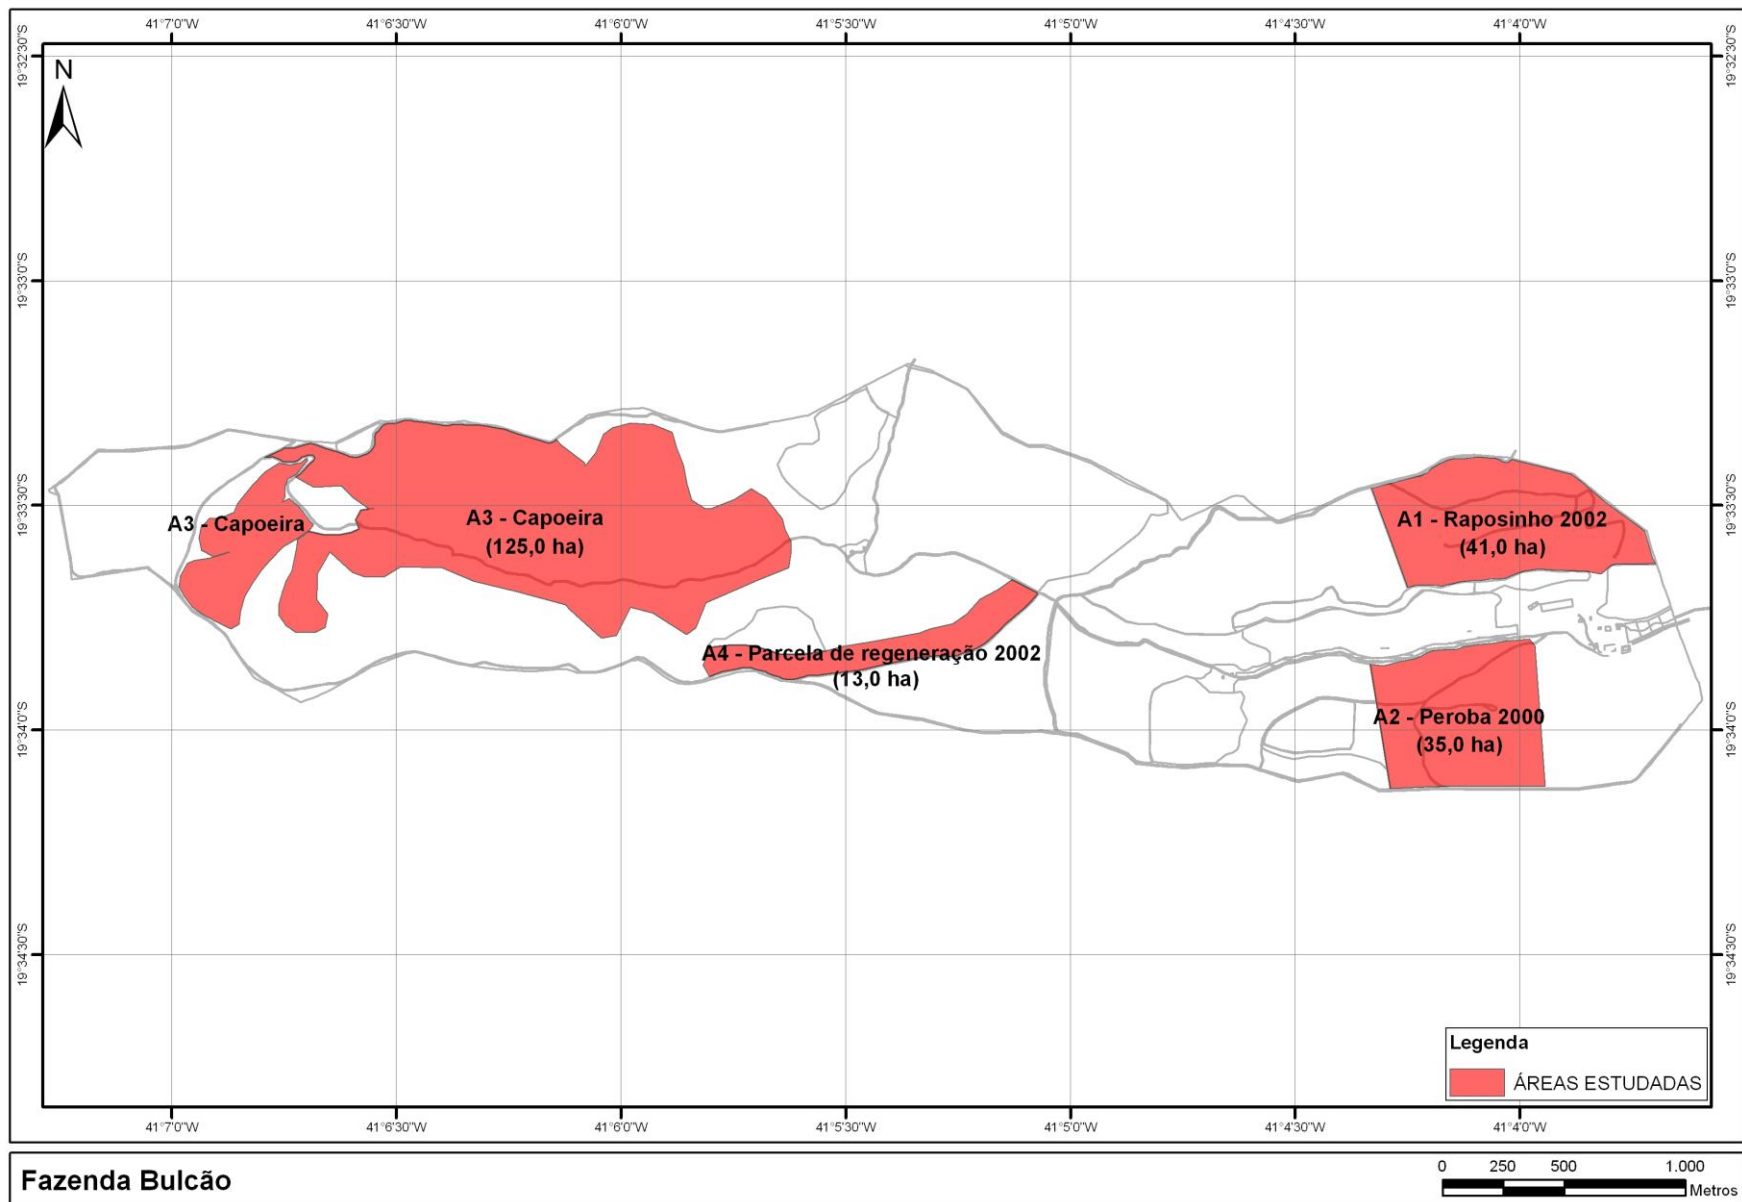 41°7'0"W 41°6'30"W 41°6'0"W 41°5'30"W 41°5'0"W 41°4'30"W 41°4'0"W
19°32'30"S 19°32'30"S
N
19°33'0"S 19°33'0"S
19°33'30"S 19°33'30"S
A3 - Capoeira
A3 - Capoeira
(125,0 ha)
A1 - Raposinho 2002
(41,0 ha)
A4 - Parcela de regeneração 2002
(13,0 ha)
A2 - Peroba 2000
(35,0 ha)
19°34'0"S 19°34'0"S
19°34'30"S 19°34'30"S
Legenda
ÁREAS ESTUDADAS
41°7'0"W 41°6'30"W 41°6'0"W 41°5'30"W 41°5'0"W 41°4'30"W 41°4'0"W
Fazenda Bulcão
0 250 500 1.000
Metros